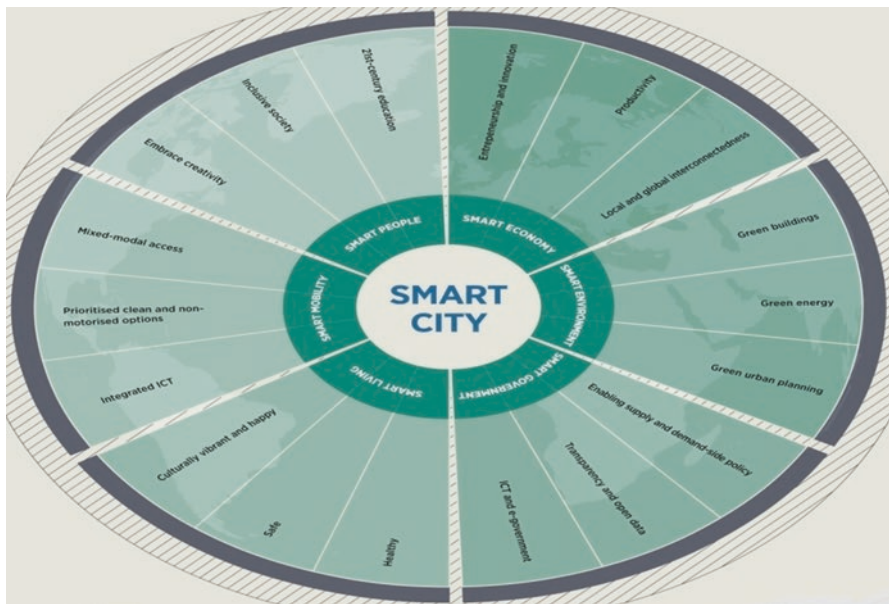 SMART
CITY
SMART ECONOMY
Entrepeneurship and innovation
Productivity
Local and global interconnectedness
SMART ENVIRONMENT
Green buildings
Green energy
Green urban planning
SMART GOVERNMENT
Enabling supply and demand-side policy
Transparency and open data
ICT and e-government
SMART LIVING
Healthy
Safe
Culturally vibrant and happy
SMART MOBILITY
Integrated ICT
Prioritised clean and non-
motorised options
Mixed-modal access
SMART PEOPLE
Embrace creativity
Inclusive society
21st-century education